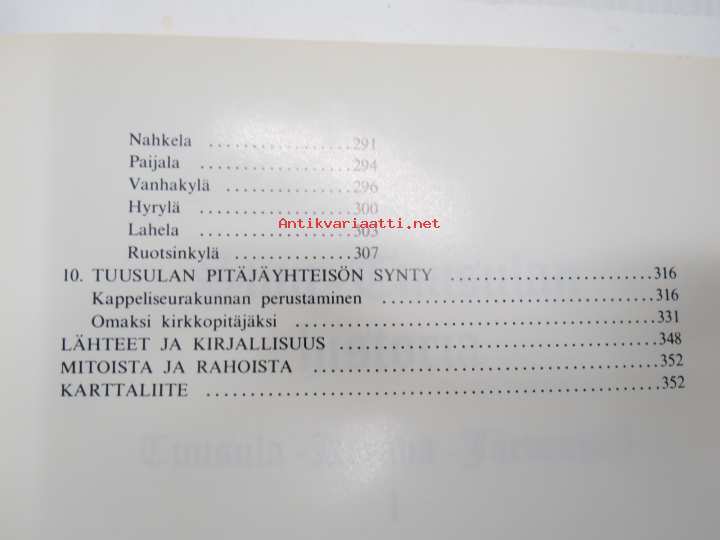 Nahkela ..................291
Paijala ...................294
Vanhakylä ................296
Hyrylä ...................300
Antikvariaatti.net
Lahela ...................303
Ruotsinkylä ...............307
10. TUUSULAN PITÄJÄYHTEISÖN SYNTY ........................316
Kappeliseurakunnan perustaminen .................................316
Omaksi kirkkopitäjäksi .............................................331
LÄHTEET JA KIRJALLISUUS .......................................348
MITOISTA JA RAHOISTA ..........................................352
KARTTALIITE ......................................................352